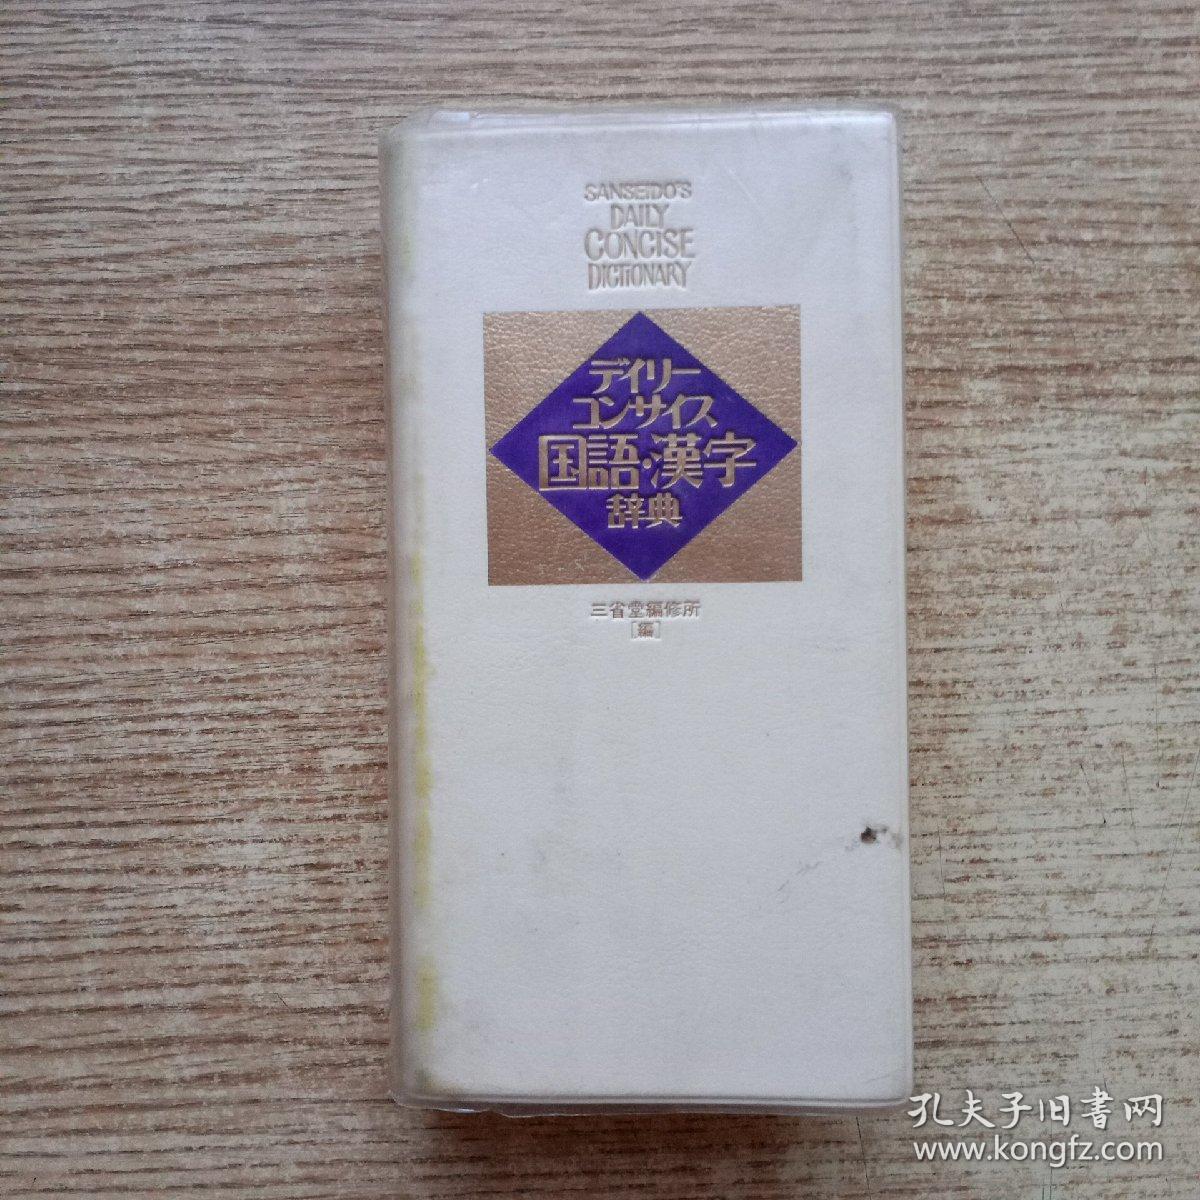 SANSEIDO'S
DAILY
CONCISE
DICTIONARY
デイリー
コンサイス
国語・漢字
辞典
三省堂編修所
[編]
孔夫子旧書网
www.kongfz.com